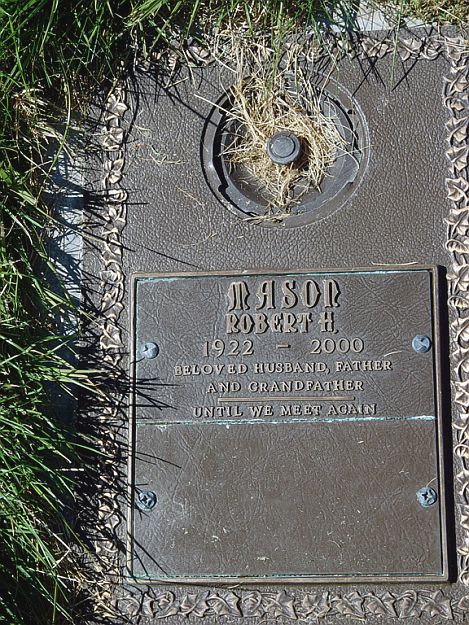 MASON
ROBERT H.
1922 - 2000
BELOVED HUSBAND, FATHER
AND GRANDFATHER
UNTIL WE MEET AGAIN